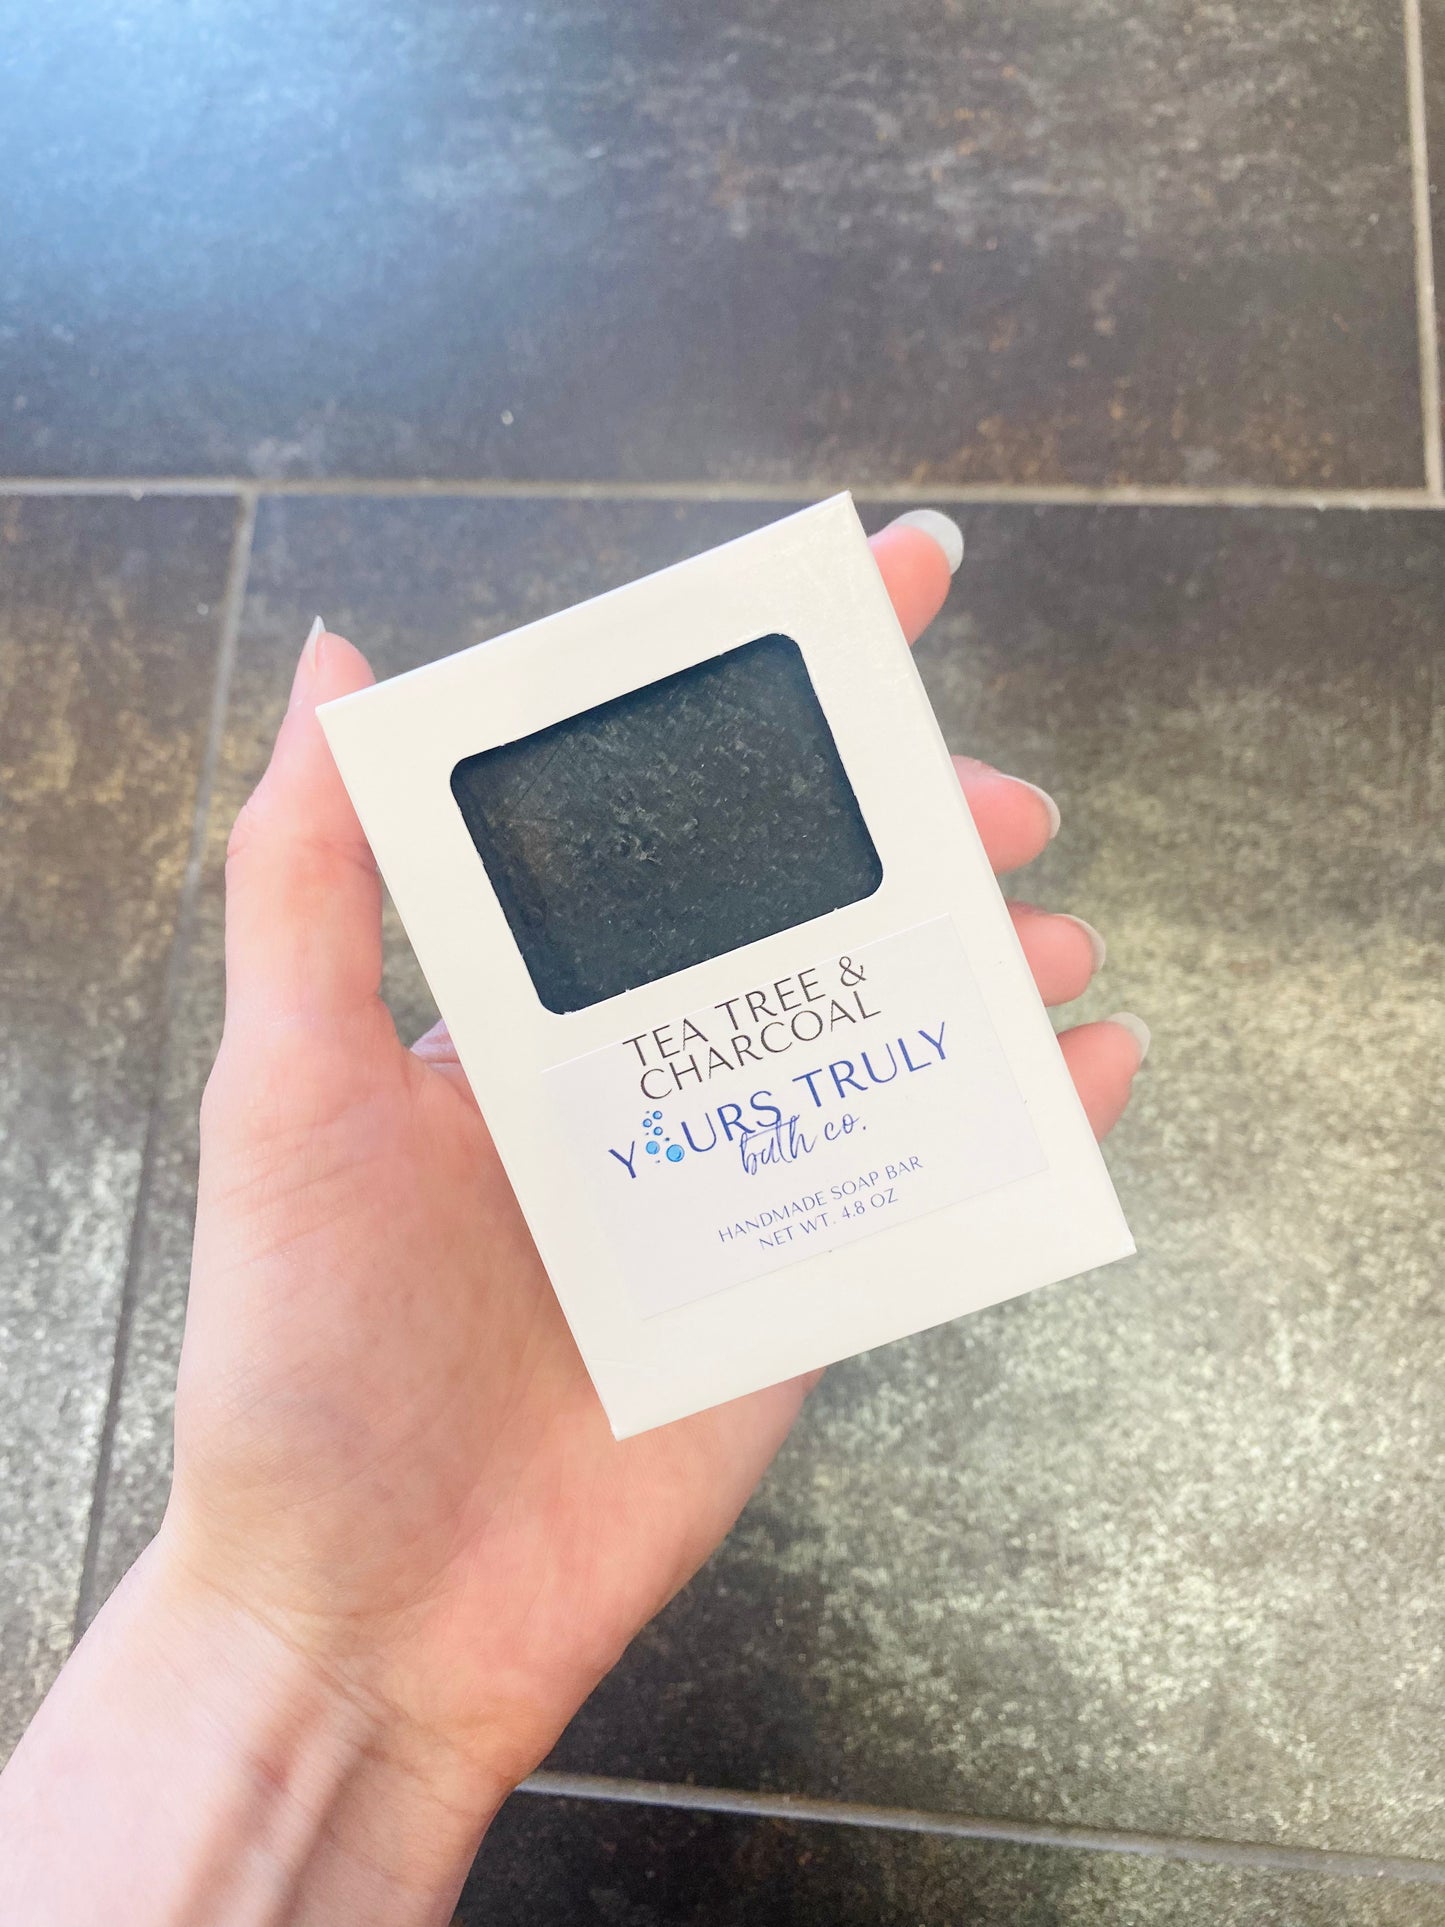 TEA TREE &
CHARCOAL
YOURS TRULY
bath co.
HANDMADE SOAP BAR
NET WT. 4.8 OZ